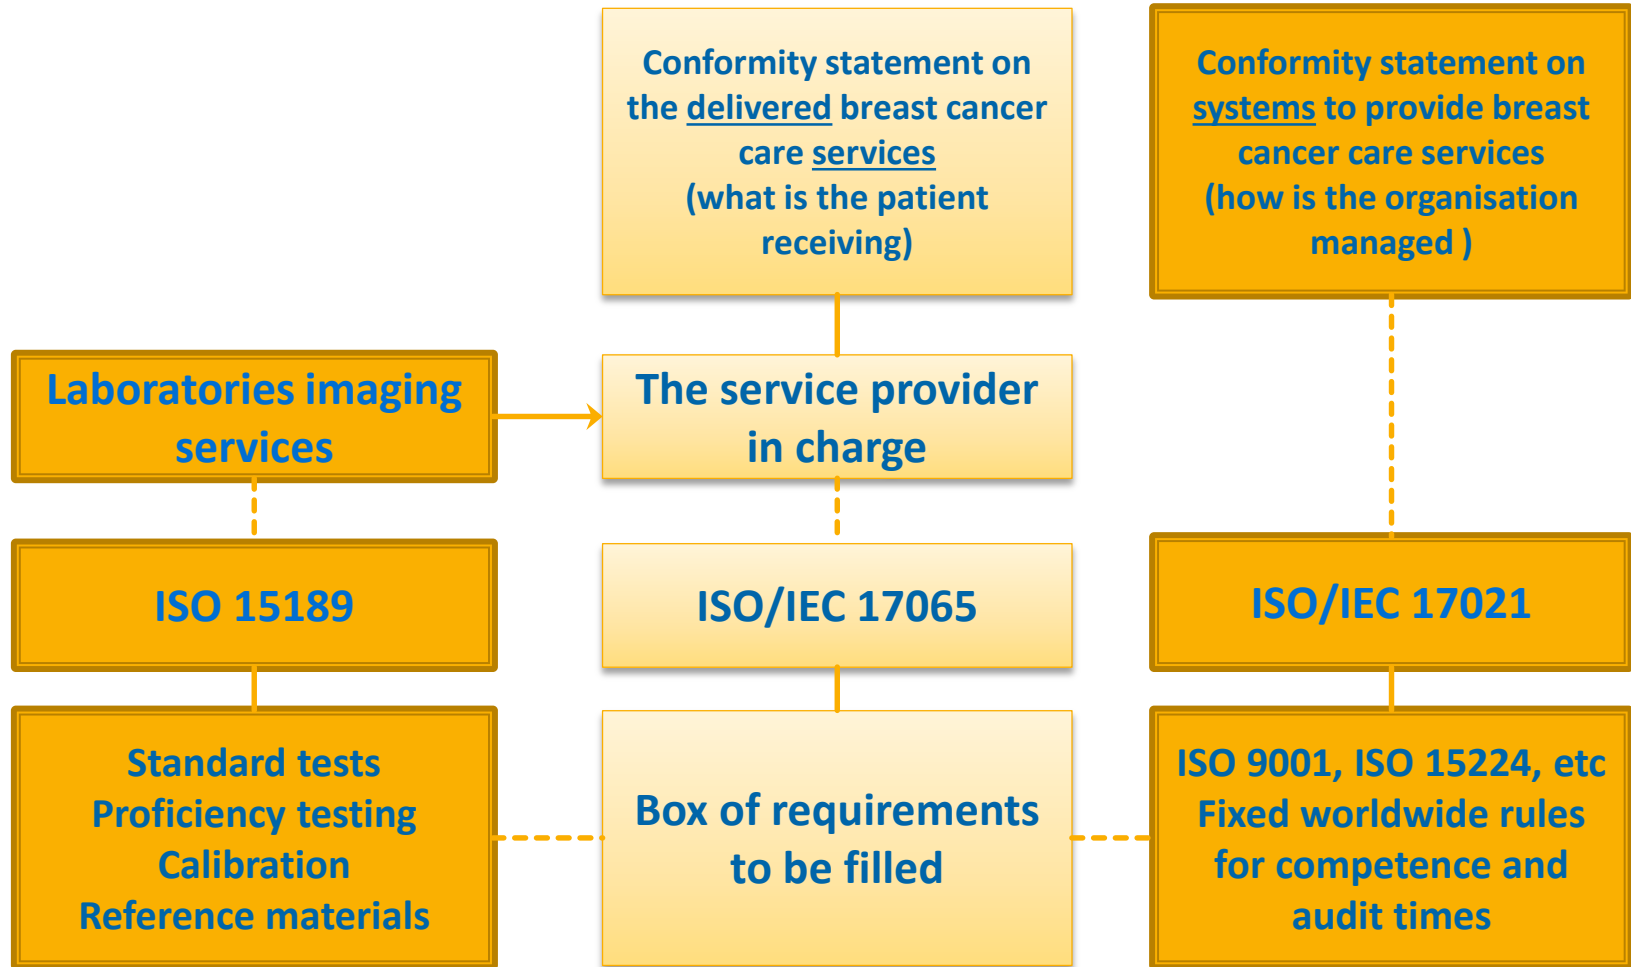 Conformity statement on
the delivered breast cancer
care services
(what is the patient
receiving)
Conformity statement on
systems to provide breast
cancer care services
(how is the organisation
managed )
Laboratories imaging
services
The service provider
in charge
ISO 15189
ISO/IEC 17065
ISO/IEC 17021
Standard tests
Proficiency testing
Calibration
Reference materials
Box of requirements
to be filled
ISO 9001, ISO 15224, etc
Fixed worldwide rules
for competence and
audit times